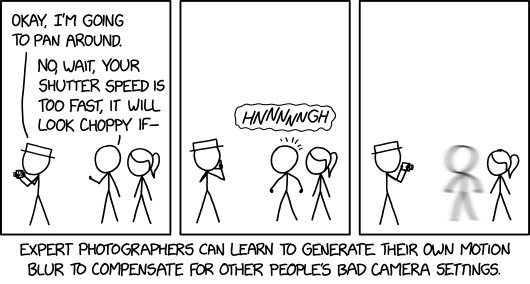 OKAY, I'M GOING
TO PAN AROUND.
NO, WAIT, YOUR
SHUTTER SPEED IS
TOO FAST, IT WILL
LOOK CHOPPY IF—
HNNNNNGH
EXPERT PHOTOGRAPHERS CAN LEARN TO GENERATE THEIR OWN MOTION
BLUR TO COMPENSATE FOR OTHER PEOPLE'S BAD CAMERA SETTINGS.